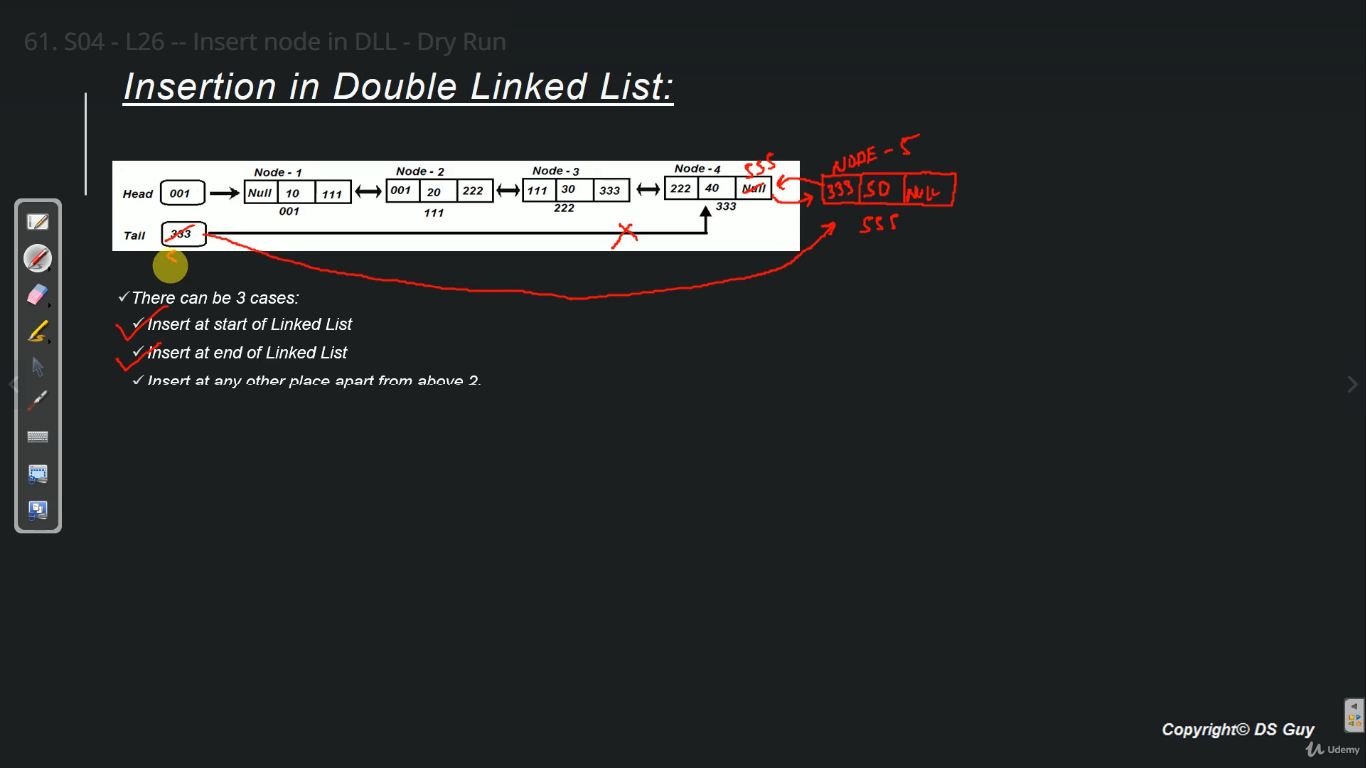 61. S04 - L26 -- Insert node in DLL - Dry Run
Insertion in Double Linked List:
Node - 1 Node - 2 Node - 3 Node - 4 555 NODE - 5
Head 001 Null 10 111 001 20 222 111 30 333 222 40 Null 333 50 NULL
001 111 222 333 555
Tail 333
There can be 3 cases:
Insert at start of Linked List
Insert at end of Linked List
Insert at any other place apart from above 2.
Copyright© DS Guy
Udemy